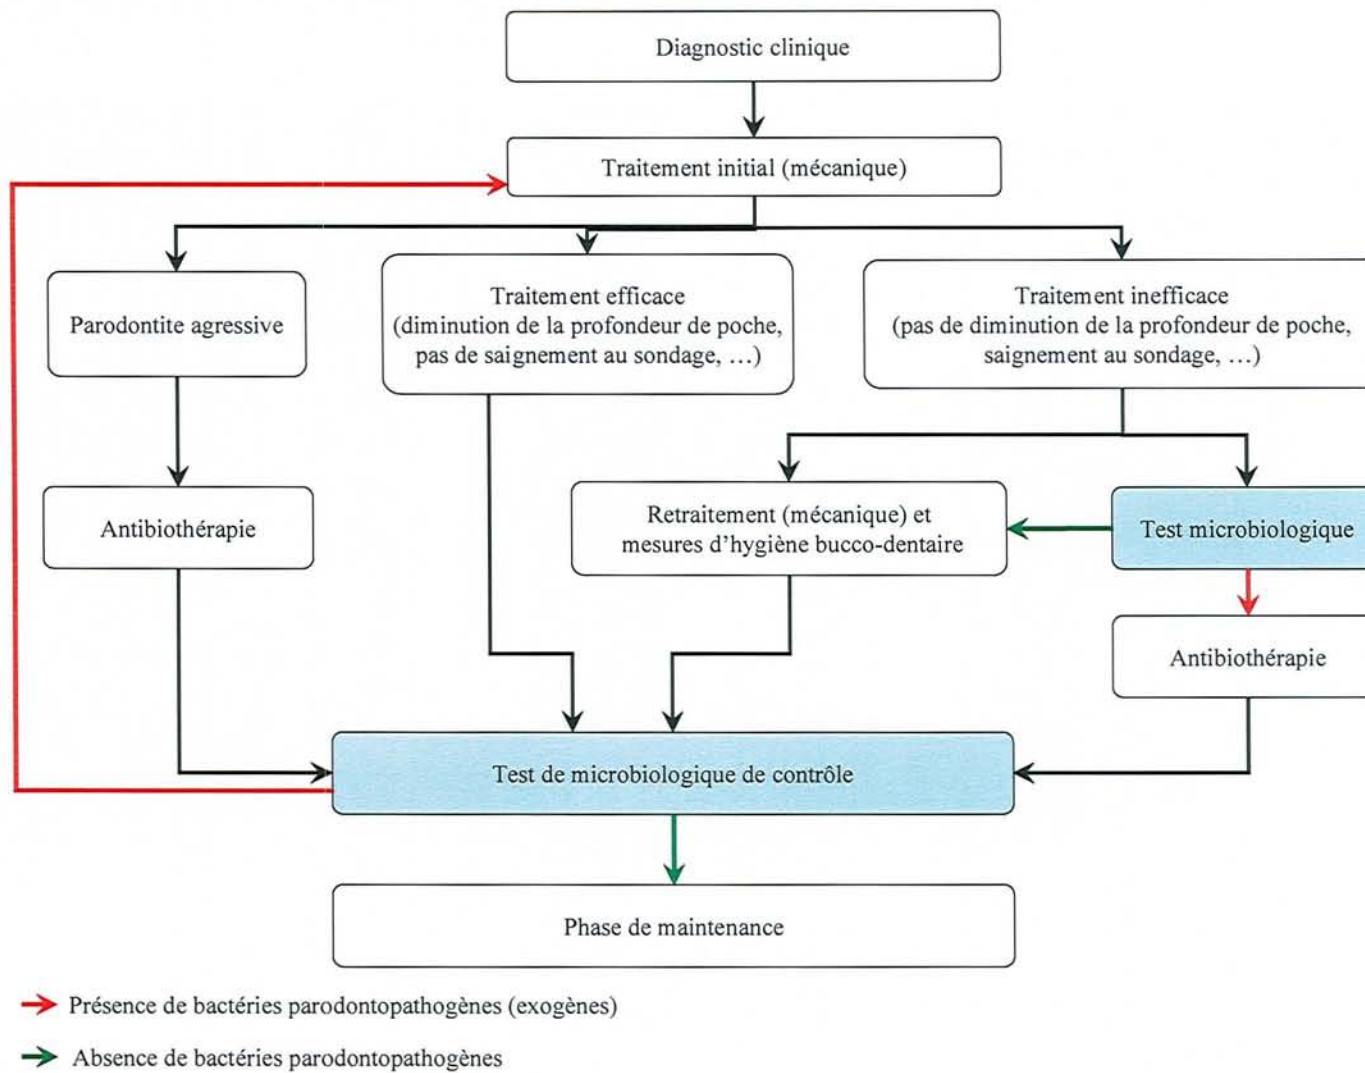 Diagnostic clinique
Traitement initial (mécanique)
Parodontite agressive
Traitement efficace
(diminution de la profondeur de poche,
pas de saignement au sondage, …)
Traitement inefficace
(pas de diminution de la profondeur de poche,
saignement au sondage, …)
Antibiothérapie
Retraitement (mécanique) et
mesures d’hygiène bucco-dentaire
Test microbiologique
Antibiothérapie
Test de microbiologique de contrôle
Phase de maintenance
Présence de bactéries parodontopathogènes (exogènes)
Absence de bactéries parodontopathogènes